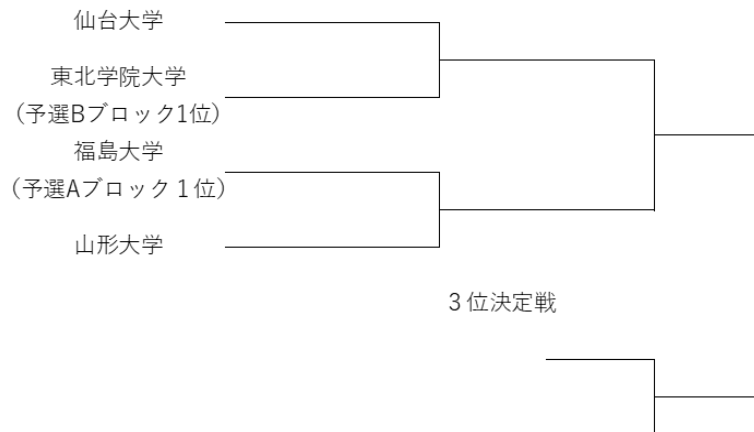 仙台大学
東北学院大学
(予選Bブロック1位)
福島大学
(予選Aブロック１位)
山形大学
３位決定戦